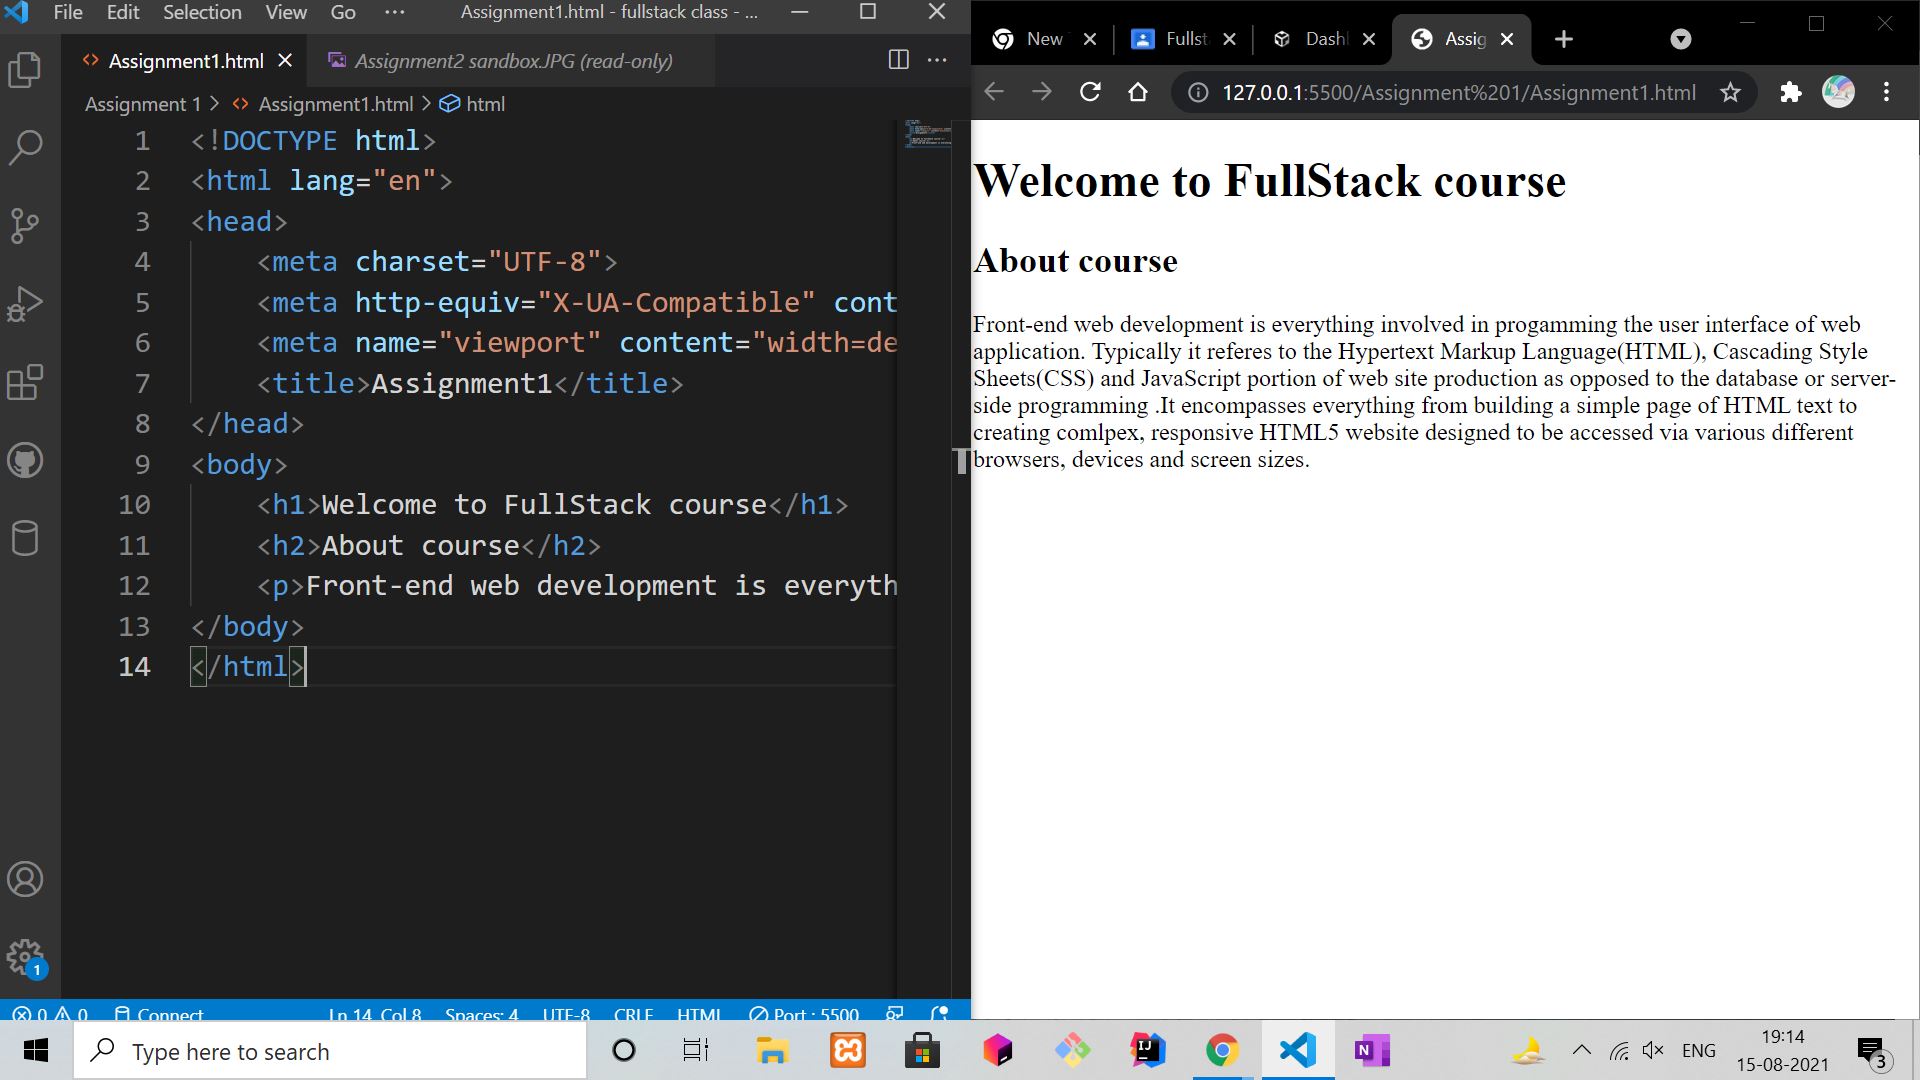 File Edit Selection View Go ··· Assignment1.html - fullstack class - ...
Assignment1.html Assignment2 sandbox.JPG (read-only)
Assignment 1 > Assignment1.html > html
1 <!DOCTYPE html>
2 <html lang="en">
3 <head>
4 <meta charset="UTF-8">
5 <meta http-equiv="X-UA-Compatible" cont
6 <meta name="viewport" content="width=de
7 <title>Assignment1</title>
8 </head>
9 <body>
10 <h1>Welcome to FullStack course</h1>
11 <h2>About course</h2>
12 <p>Front-end web development is everyth
13 </body>
14 </html>
1
0 0 Connect Ln 14, Col 8 Spaces: 4 UTF-8 CRLF HTML Port : 5500
New Fullst Dashl Assig
127.0.0.1:5500/Assignment%201/Assignment1.html
Welcome to FullStack course
About course
Front-end web development is everything involved in progamming the user interface of web
application. Typically it referes to the Hypertext Markup Language(HTML), Cascading Style
Sheets(CSS) and JavaScript portion of web site production as opposed to the database or server-
side programming .It encompasses everything from building a simple page of HTML text to
creating comlpex, responsive HTML5 website designed to be accessed via various different
browsers, devices and screen sizes.
Type here to search
IJ
N
ENG
19:14
15-08-2021
3